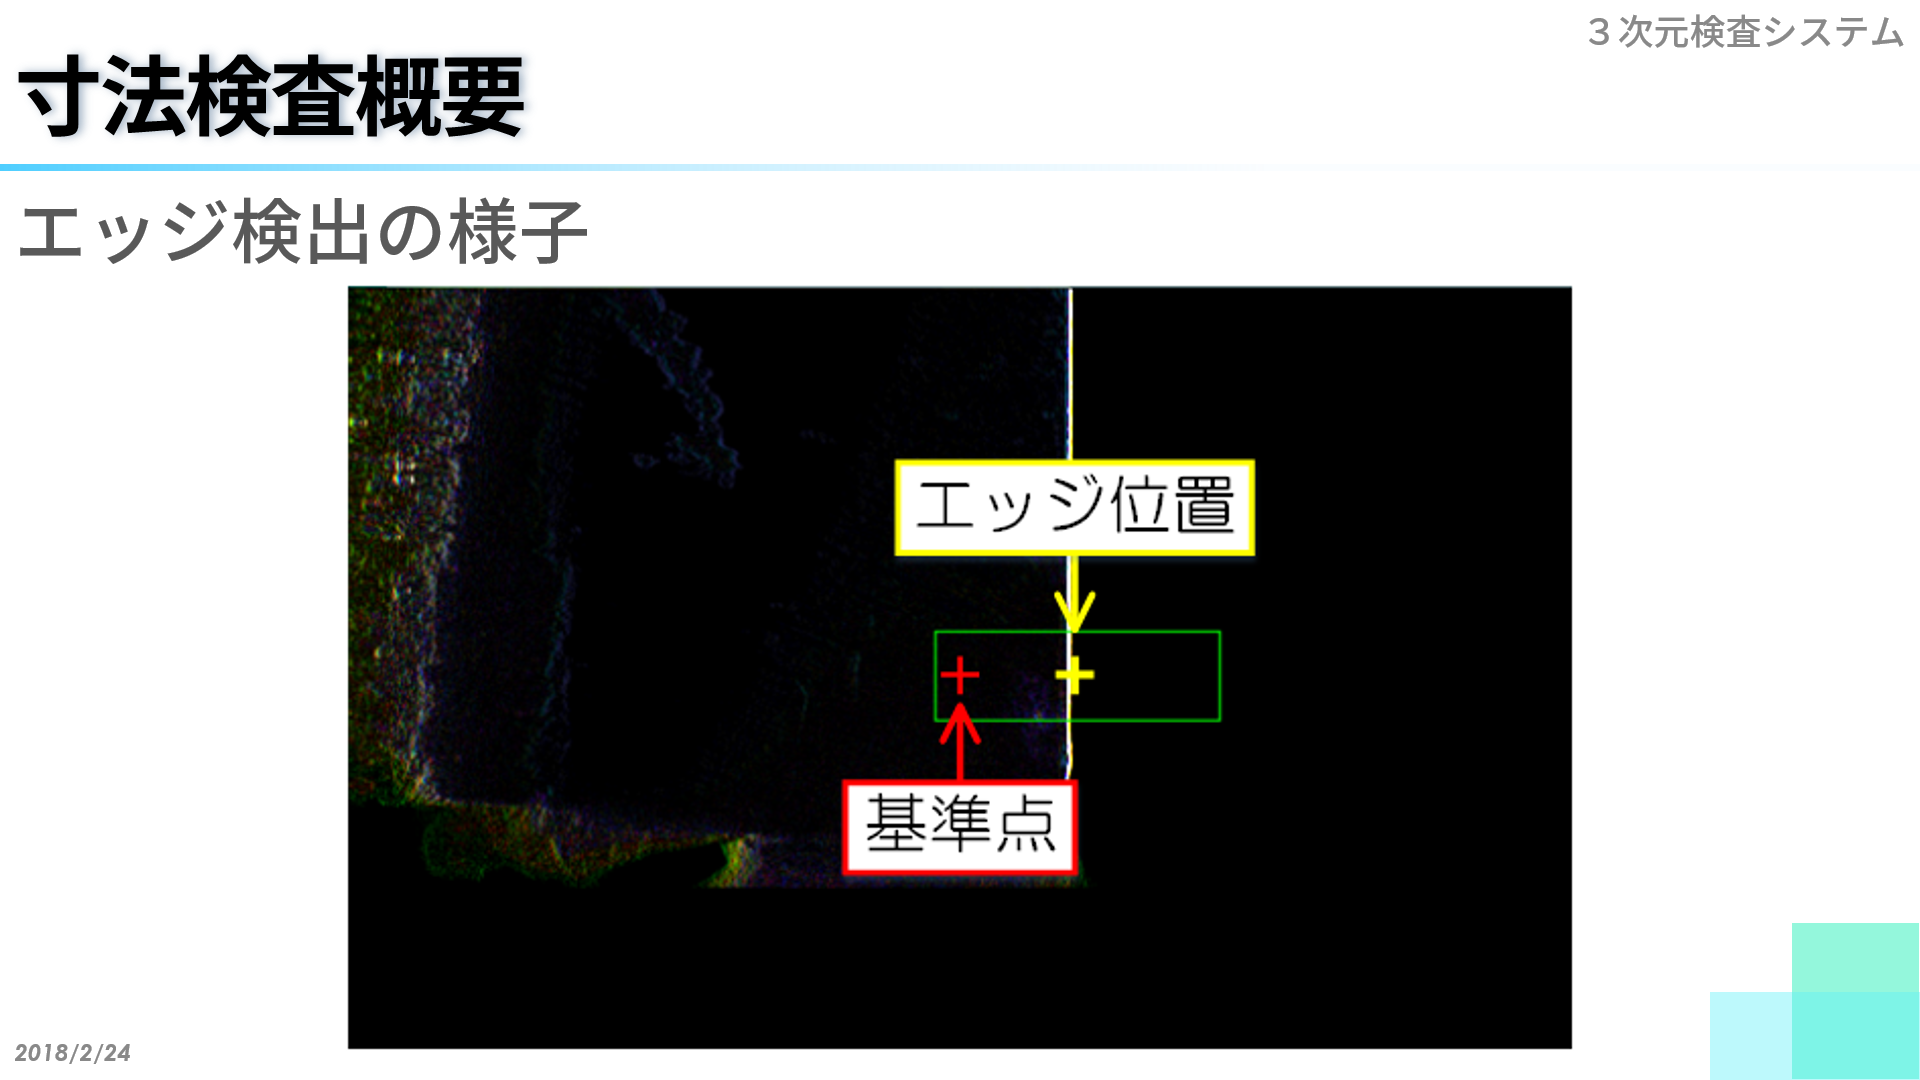 ３次元検査システム
寸法検査概要
エッジ検出の様子
エッジ位置
基準点
2018/2/24